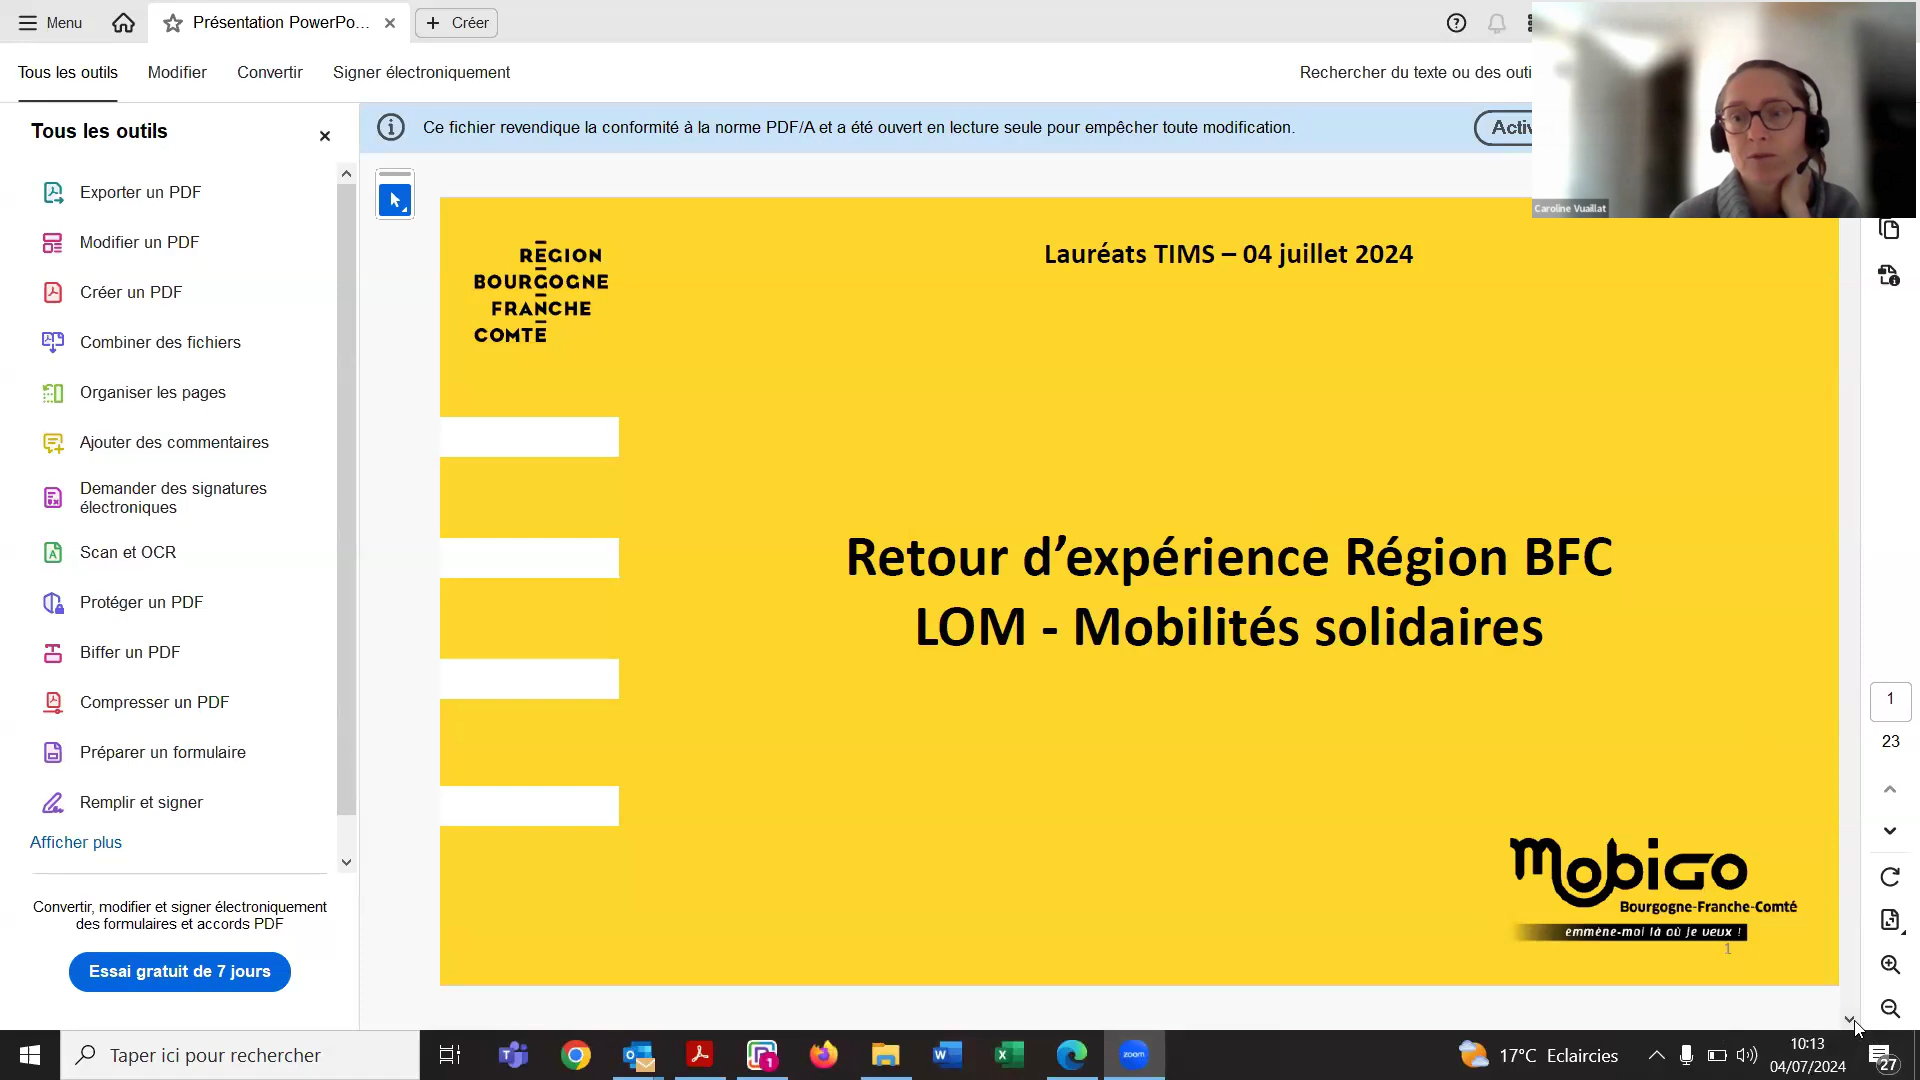 Menu
Présentation PowerPo...
Créer
Tous les outils
Modifier
Convertir
Signer électroniquement
Rechercher du texte ou des outi
Tous les outils
Ce fichier revendique la conformité à la norme PDF/A et a été ouvert en lecture seule pour empêcher toute modification.
Activ
Caroline Vuaillat
Exporter un PDF
Modifier un PDF
Créer un PDF
Combiner des fichiers
Organiser les pages
Ajouter des commentaires
Demander des signatures
électroniques
Scan et OCR
Protéger un PDF
Biffer un PDF
Compresser un PDF
Préparer un formulaire
Remplir et signer
Afficher plus
Convertir, modifier et signer électroniquement
des formulaires et accords PDF
Essai gratuit de 7 jours
RÉGION
BOURGOGNE
FRANCHE
COMTÉ
Lauréats TIMS – 04 juillet 2024
Retour d’expérience Région BFC
LOM - Mobilités solidaires
mobiGo
Bourgogne-Franche-Comté
emmène-moi là où je veux !
1
1
23
Taper ici pour rechercher
1
zoom
17°C Eclaircies
10:13
04/07/2024
27